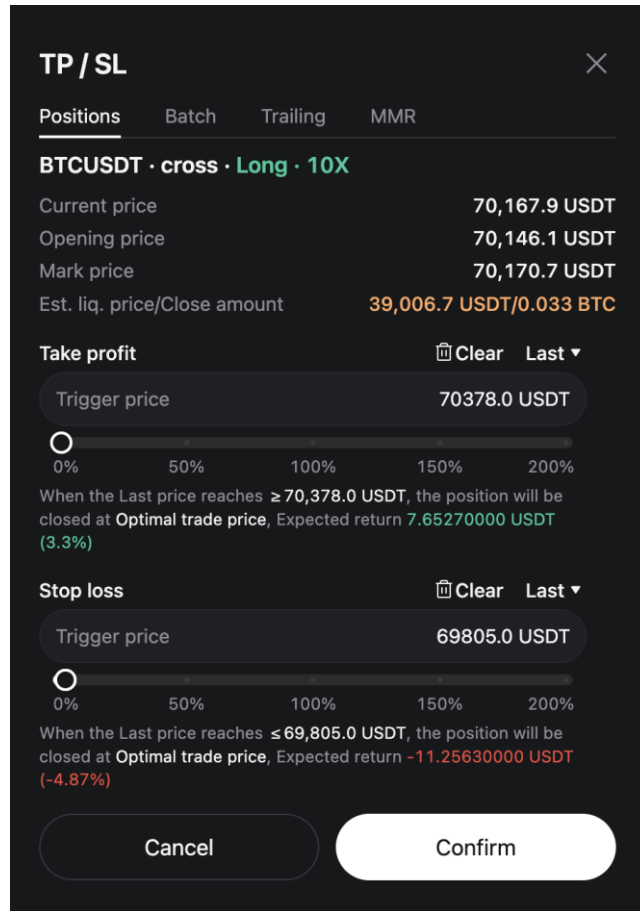 TP / SL
Positions Batch Trailing MMR
BTCUSDT · cross · Long · 10X
Current price 70,167.9 USDT
Opening price 70,146.1 USDT
Mark price 70,170.7 USDT
Est. liq. price/Close amount 39,006.7 USDT/0.033 BTC
Take profit Clear Last
Trigger price 70378.0 USDT
0% 50% 100% 150% 200%
When the Last price reaches ≥ 70,378.0 USDT, the position will be
closed at Optimal trade price, Expected return 7.65270000 USDT
(3.3%)
Stop loss Clear Last
Trigger price 69805.0 USDT
0% 50% 100% 150% 200%
When the Last price reaches ≤ 69,805.0 USDT, the position will be
closed at Optimal trade price, Expected return -11.25630000 USDT
(-4.87%)
Cancel Confirm